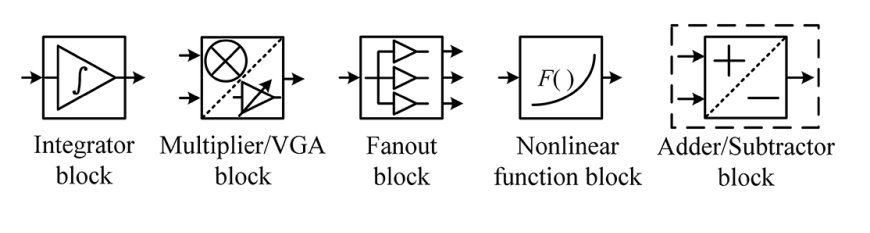 ∫
F( )
+
−
Integrator
block
Multiplier/VGA
block
Fanout
block
Nonlinear
function block
Adder/Subtractor
block